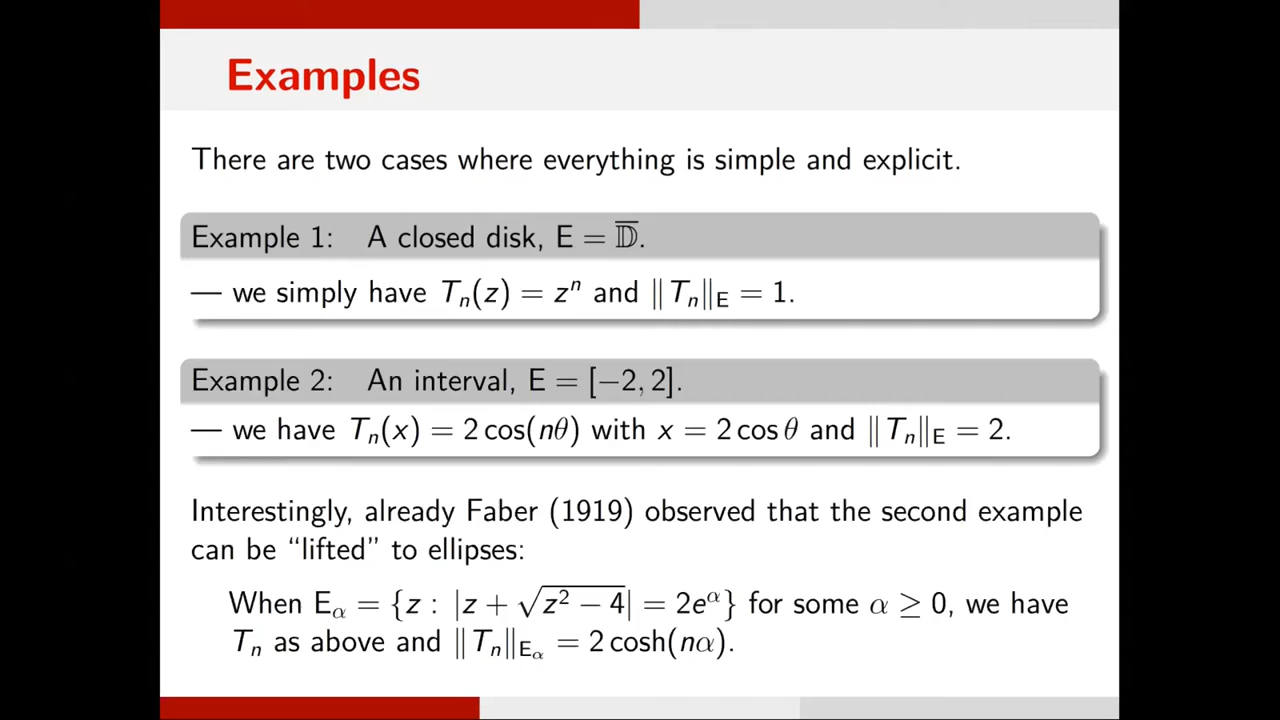 Examples
There are two cases where everything is simple and explicit.
Example 1: A closed disk, E = 𝔻̅.
— we simply have Tₙ(z) = zⁿ and ‖Tₙ‖_E = 1.
Example 2: An interval, E = [−2, 2].
— we have Tₙ(x) = 2 cos(nθ) with x = 2 cos θ and ‖Tₙ‖_E = 2.
Interestingly, already Faber (1919) observed that the second example
can be “lifted” to ellipses:
When E_α = {z : |z + √(z² − 4)| = 2e^α} for some α ≥ 0, we have
Tₙ as above and ‖Tₙ‖_{E_α} = 2 cosh(nα).